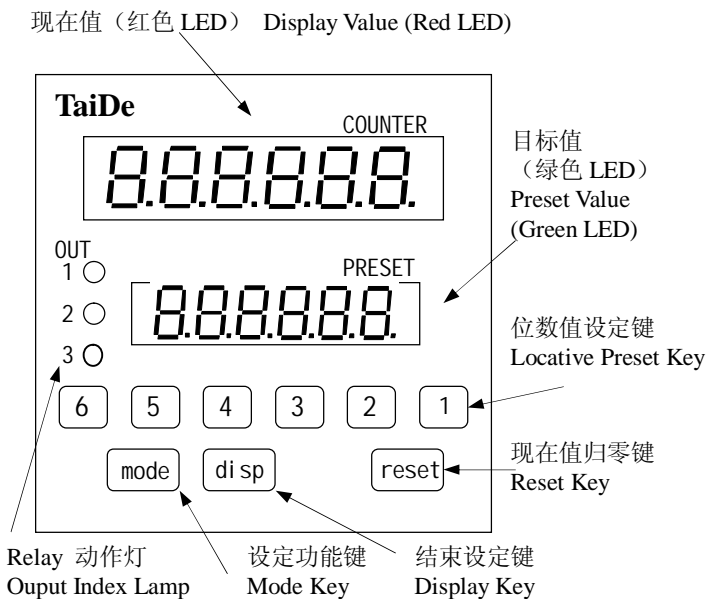 现在值（红色 LED） Display Value (Red LED)
TaiDe
COUNTER
8.8.8.8.8.8.
目标值
（绿色 LED）
Preset Value
(Green LED)
OUT
1
PRESET
2
8.8.8.8.8.8.
3
位数值设定键
Locative Preset Key
6 5 4 3 2 1
mode disp reset
现在值归零键
Reset Key
Relay 动作灯
Ouput Index Lamp
设定功能键
Mode Key
结束设定键
Display Key